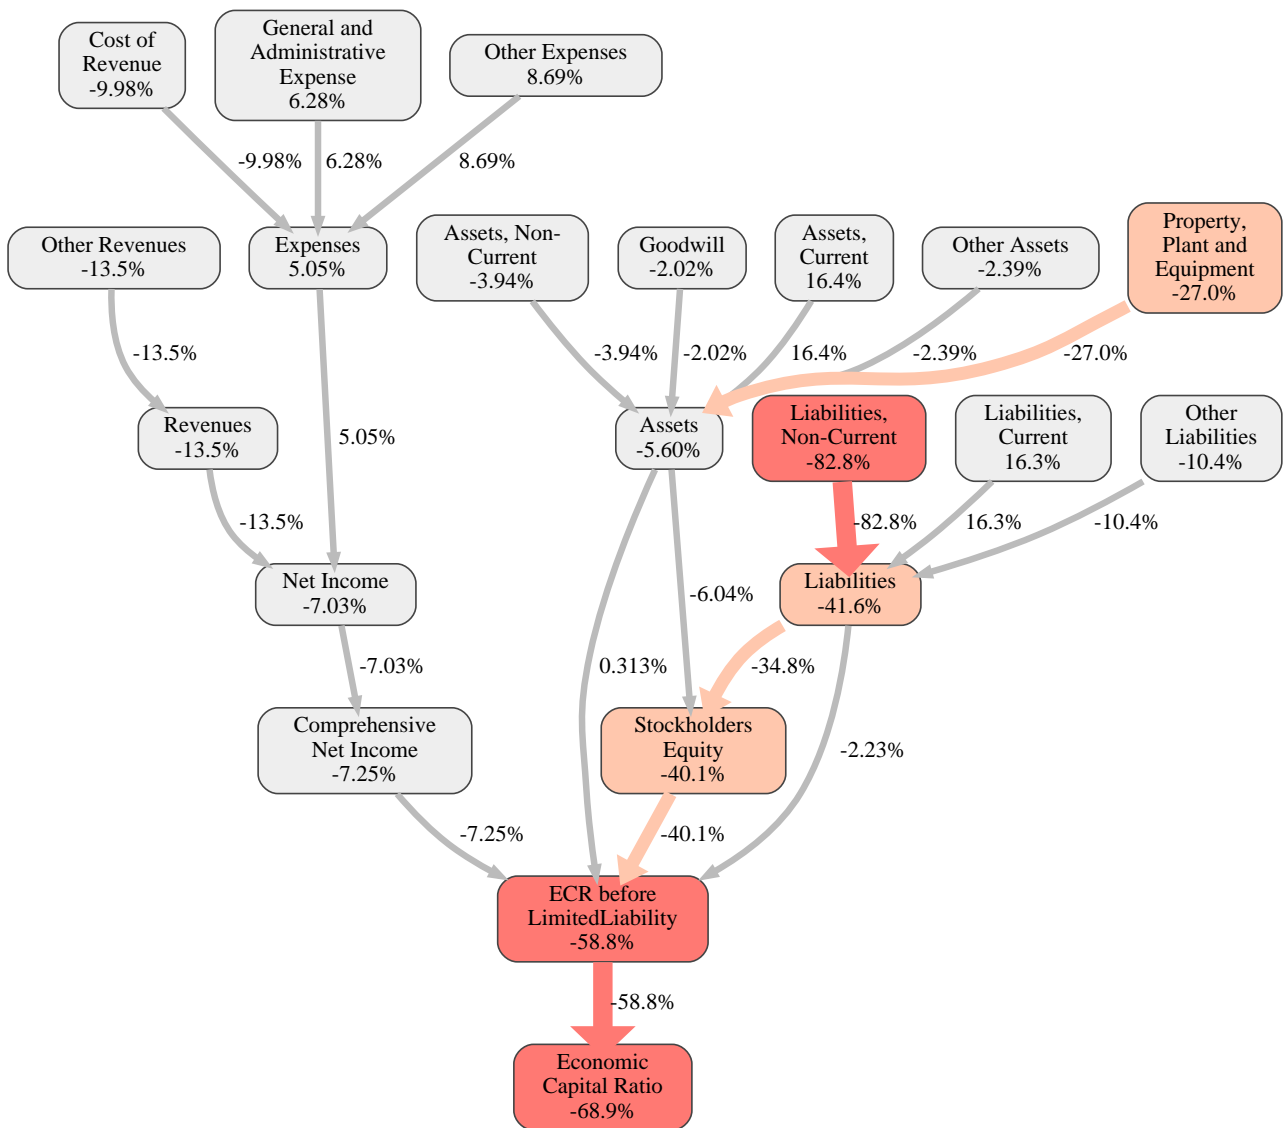 Cost of
Revenue
-9.98%
General and
Administrative
Expense
6.28%
Other Expenses
8.69%
-9.98%
6.28%
8.69%
Other Revenues
-13.5%
Expenses
5.05%
Assets, Non-
Current
-3.94%
Goodwill
-2.02%
Assets,
Current
16.4%
Other Assets
-2.39%
Property,
Plant and
Equipment
-27.0%
-13.5%
-3.94%
-2.02%
16.4%
-2.39%
-27.0%
Revenues
-13.5%
5.05%
Assets
-5.60%
Liabilities,
Non-Current
-82.8%
Liabilities,
Current
16.3%
Other
Liabilities
-10.4%
-13.5%
-82.8%
16.3%
-10.4%
Net Income
-7.03%
-6.04%
Liabilities
-41.6%
-7.03%
0.313%
-34.8%
Comprehensive
Net Income
-7.25%
Stockholders
Equity
-40.1%
-2.23%
-7.25%
-40.1%
ECR before
LimitedLiability
-58.8%
-58.8%
Economic
Capital Ratio
-68.9%